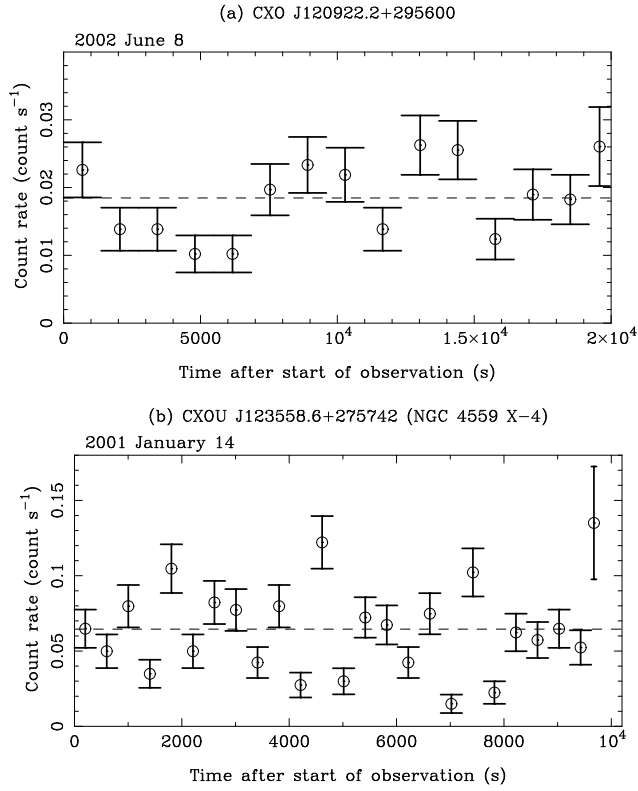 (a) CXO J120922.2+295600
2002 June 8
Count rate (count s⁻¹)
0.03
0.02
0.01
0
0 5000 10⁴ 1.5×10⁴ 2×10⁴
Time after start of observation (s)
(b) CXOU J123558.6+275742 (NGC 4559 X−4)
2001 January 14
Count rate (count s⁻¹)
0.15
0.1
0.05
0
0 2000 4000 6000 8000 10⁴
Time after start of observation (s)